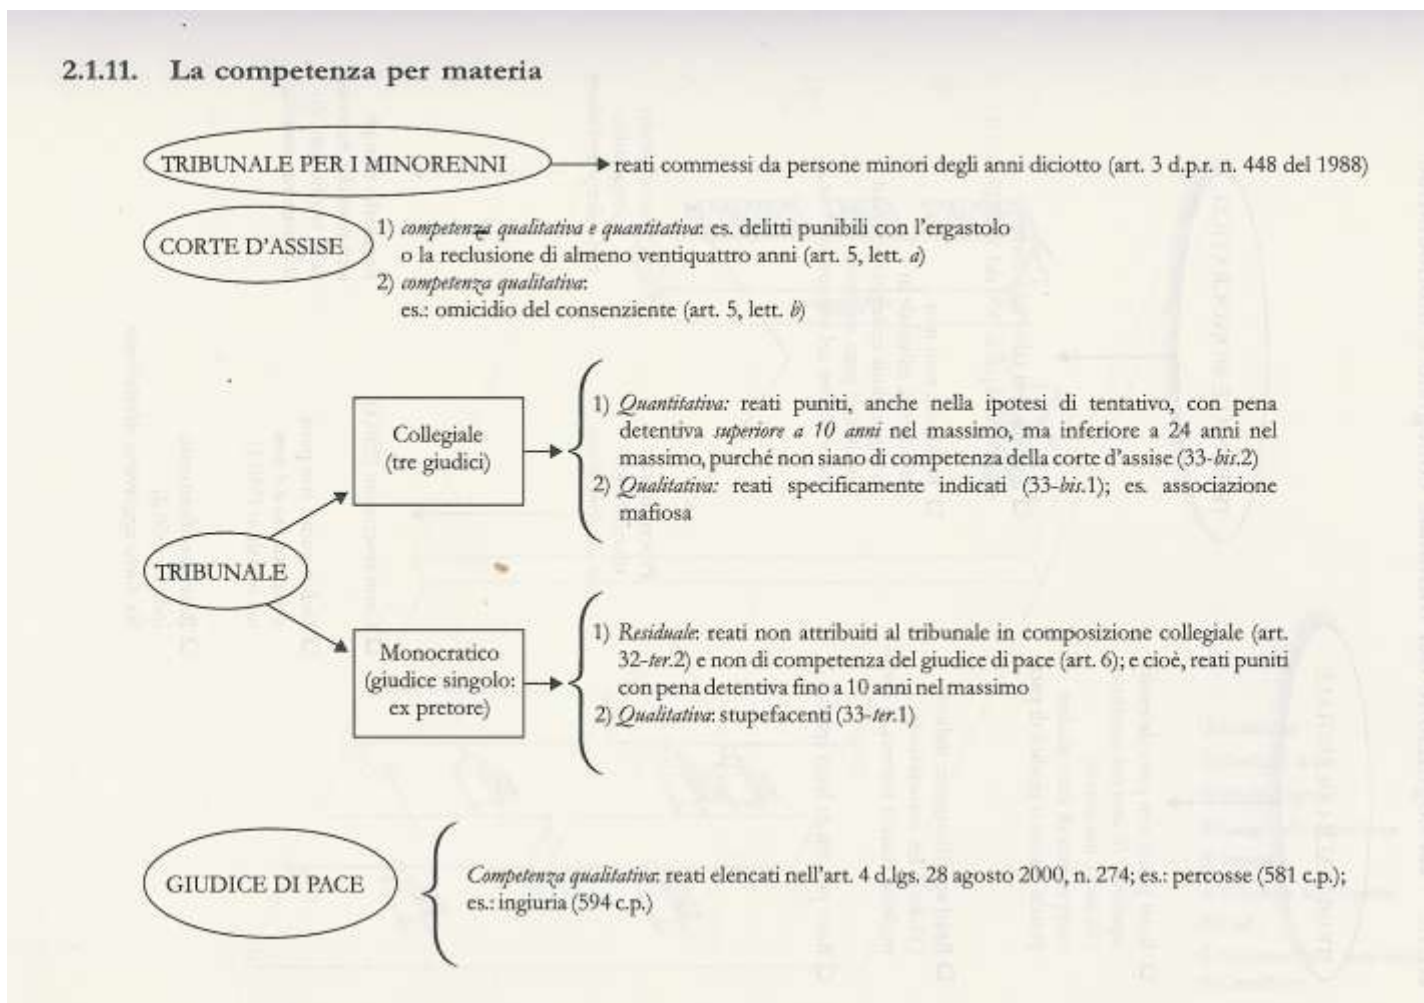 2.1.11. La competenza per materia
TRIBUNALE PER I MINORENNI
reati commessi da persone minori degli anni diciotto (art. 3 d.p.r. n. 448 del 1988)
CORTE D'ASSISE
1) competenza qualitativa e quantitativa: es. delitti punibili con l'ergastolo
o la reclusione di almeno ventiquattro anni (art. 5, lett. a)
2) competenza qualitativa:
es.: omicidio del consenziente (art. 5, lett. b)
TRIBUNALE
Collegiale
(tre giudici)
1) Quantitativa: reati puniti, anche nella ipotesi di tentativo, con pena
detentiva superiore a 10 anni nel massimo, ma inferiore a 24 anni nel
massimo, purché non siano di competenza della corte d'assise (33-bis.2)
2) Qualitativa: reati specificamente indicati (33-bis.1); es. associazione
mafiosa
Monocratico
(giudice singolo:
ex pretore)
1) Residuale: reati non attribuiti al tribunale in composizione collegiale (art.
32-ter.2) e non di competenza del giudice di pace (art. 6); e cioè, reati puniti
con pena detentiva fino a 10 anni nel massimo
2) Qualitativa: stupefacenti (33-ter.1)
GIUDICE DI PACE
Competenza qualitativa: reati elencati nell'art. 4 d.lgs. 28 agosto 2000, n. 274; es.: percosse (581 c.p.);
es.: ingiuria (594 c.p.)